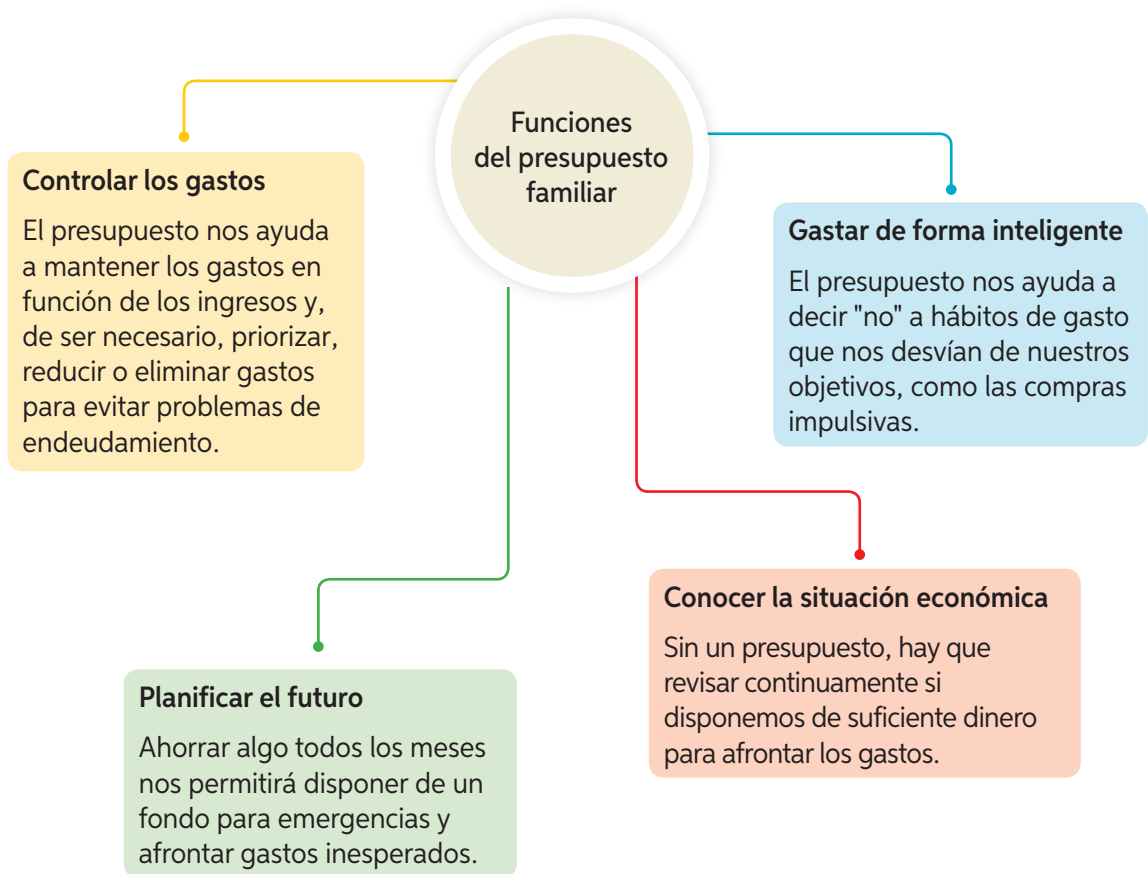 Funciones
del presupuesto
familiar
Controlar los gastos
El presupuesto nos ayuda
a mantener los gastos en
función de los ingresos y,
de ser necesario, priorizar,
reducir o eliminar gastos
para evitar problemas de
endeudamiento.
Gastar de forma inteligente
El presupuesto nos ayuda a
decir "no" a hábitos de gasto
que nos desvían de nuestros
objetivos, como las compras
impulsivas.
Planificar el futuro
Ahorrar algo todos los meses
nos permitirá disponer de un
fondo para emergencias y
afrontar gastos inesperados.
Conocer la situación económica
Sin un presupuesto, hay que
revisar continuamente si
disponemos de suficiente dinero
para afrontar los gastos.